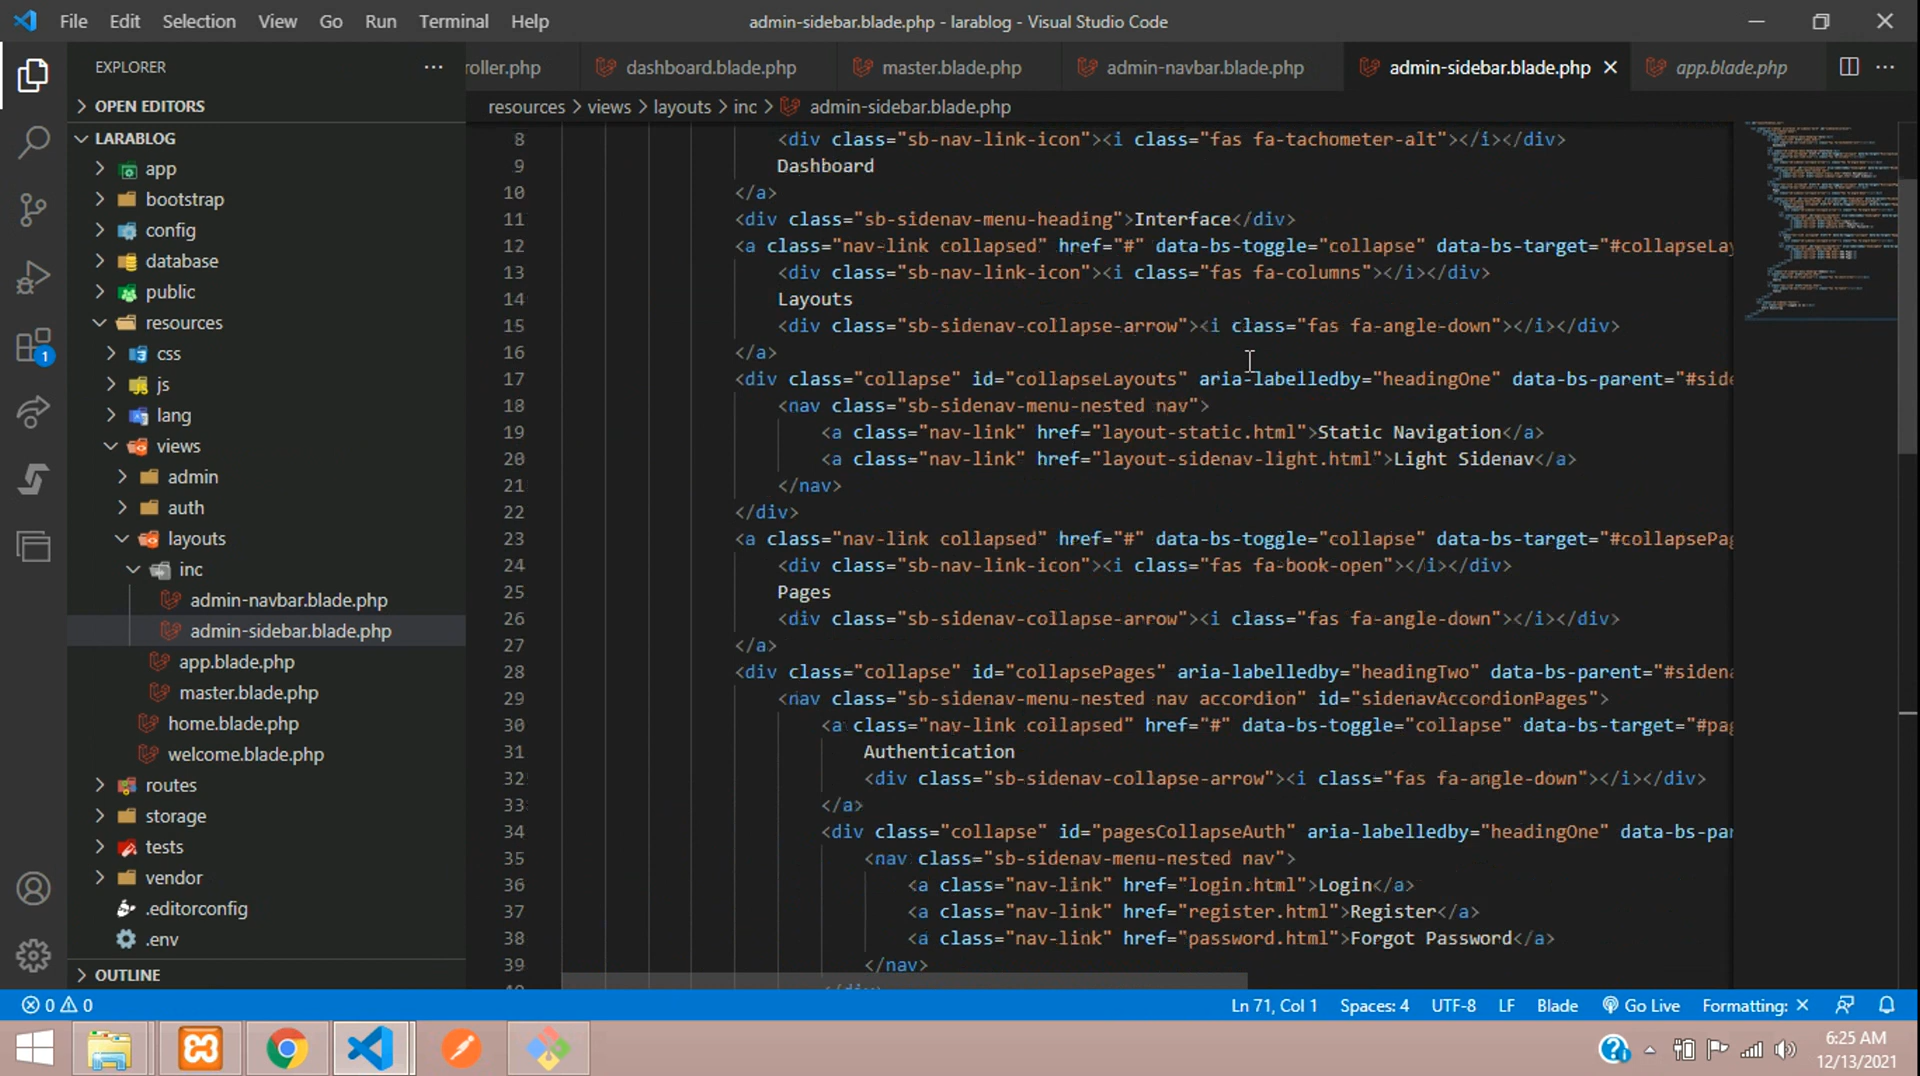 File Edit Selection View Go Run Terminal Help
admin-sidebar.blade.php - larablog - Visual Studio Code
EXPLORER
roller.php
dashboard.blade.php
master.blade.php
admin-navbar.blade.php
admin-sidebar.blade.php
app.blade.php
resources > views > layouts > inc > admin-sidebar.blade.php
OPEN EDITORS
LARABLOG
app
bootstrap
config
database
public
resources
css
js
lang
views
admin
auth
layouts
inc
admin-navbar.blade.php
admin-sidebar.blade.php
app.blade.php
master.blade.php
home.blade.php
welcome.blade.php
routes
storage
tests
vendor
.editorconfig
.env
OUTLINE
1
8 <div class="sb-nav-link-icon"><i class="fas fa-tachometer-alt"></i></div>
9 Dashboard
10 </a>
11 <div class="sb-sidenav-menu-heading">Interface</div>
12 <a class="nav-link collapsed" href="#" data-bs-toggle="collapse" data-bs-target="#collapseLay
13 <div class="sb-nav-link-icon"><i class="fas fa-columns"></i></div>
14 Layouts
15 <div class="sb-sidenav-collapse-arrow"><i class="fas fa-angle-down"></i></div>
16 </a>
17 <div class="collapse" id="collapseLayouts" aria-labelledby="headingOne" data-bs-parent="#side
18 <nav class="sb-sidenav-menu-nested nav">
19 <a class="nav-link" href="layout-static.html">Static Navigation</a>
20 <a class="nav-link" href="layout-sidenav-light.html">Light Sidenav</a>
21 </nav>
22 </div>
23 <a class="nav-link collapsed" href="#" data-bs-toggle="collapse" data-bs-target="#collapsePag
24 <div class="sb-nav-link-icon"><i class="fas fa-book-open"></i></div>
25 Pages
26 <div class="sb-sidenav-collapse-arrow"><i class="fas fa-angle-down"></i></div>
27 </a>
28 <div class="collapse" id="collapsePages" aria-labelledby="headingTwo" data-bs-parent="#sidena
29 <nav class="sb-sidenav-menu-nested nav accordion" id="sidenavAccordionPages">
30 <a class="nav-link collapsed" href="#" data-bs-toggle="collapse" data-bs-target="#pag
31 Authentication
32 <div class="sb-sidenav-collapse-arrow"><i class="fas fa-angle-down"></i></div>
33 </a>
34 <div class="collapse" id="pagesCollapseAuth" aria-labelledby="headingOne" data-bs-par
35 <nav class="sb-sidenav-menu-nested nav">
36 <a class="nav-link" href="login.html">Login</a>
37 <a class="nav-link" href="register.html">Register</a>
38 <a class="nav-link" href="password.html">Forgot Password</a>
39 </nav>
0 0
Ln 71, Col 1 Spaces: 4 UTF-8 LF Blade Go Live Formatting: ×
6:25 AM
12/13/2021